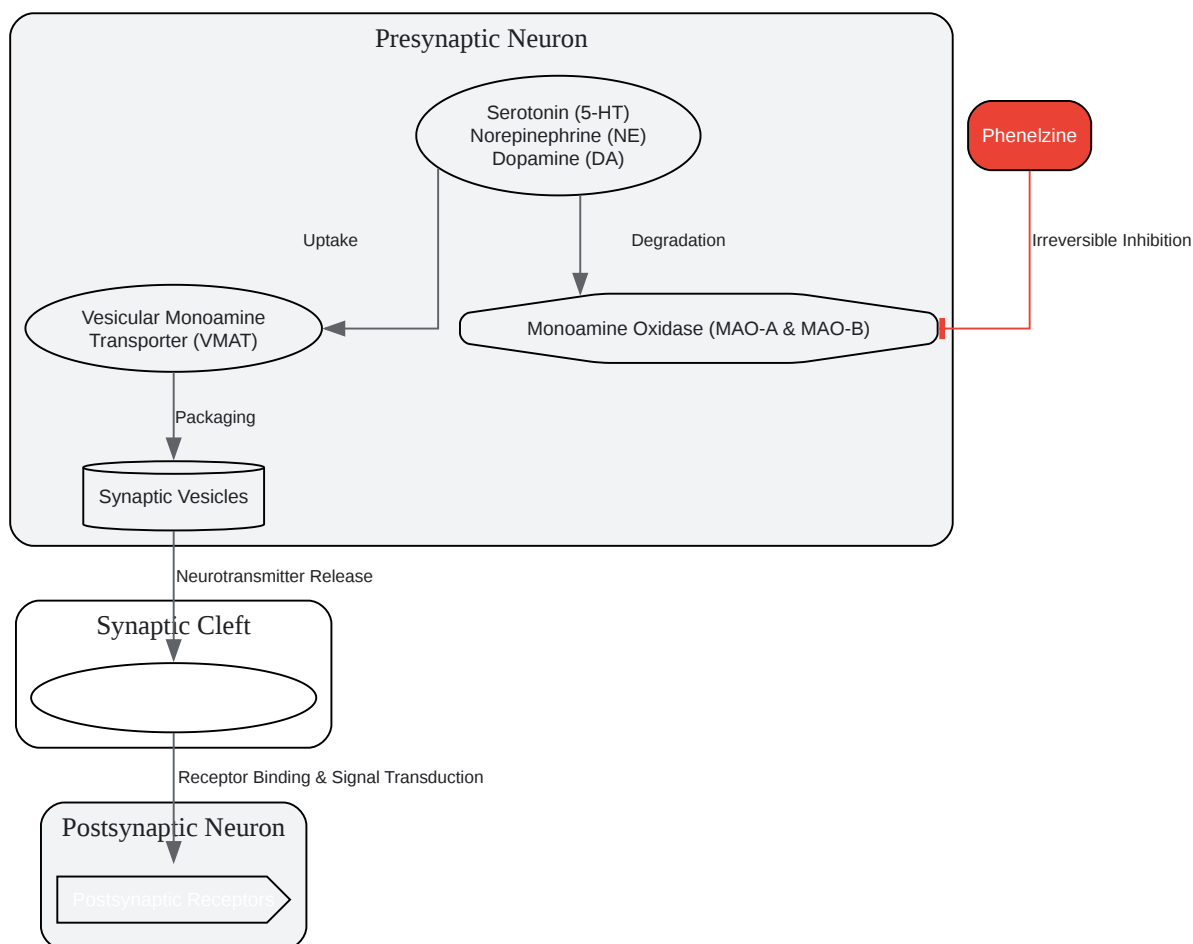 Presynaptic Neuron
Serotonin (5-HT)
Norepinephrine (NE)
Dopamine (DA)
Phenelzine
Uptake
Degradation
Irreversible Inhibition
Vesicular Monoamine
Transporter (VMAT)
Monoamine Oxidase (MAO-A & MAO-B)
Packaging
Synaptic Vesicles
Neurotransmitter Release
Synaptic Cleft
Receptor Binding & Signal Transduction
Postsynaptic Neuron
Postsynaptic Receptors